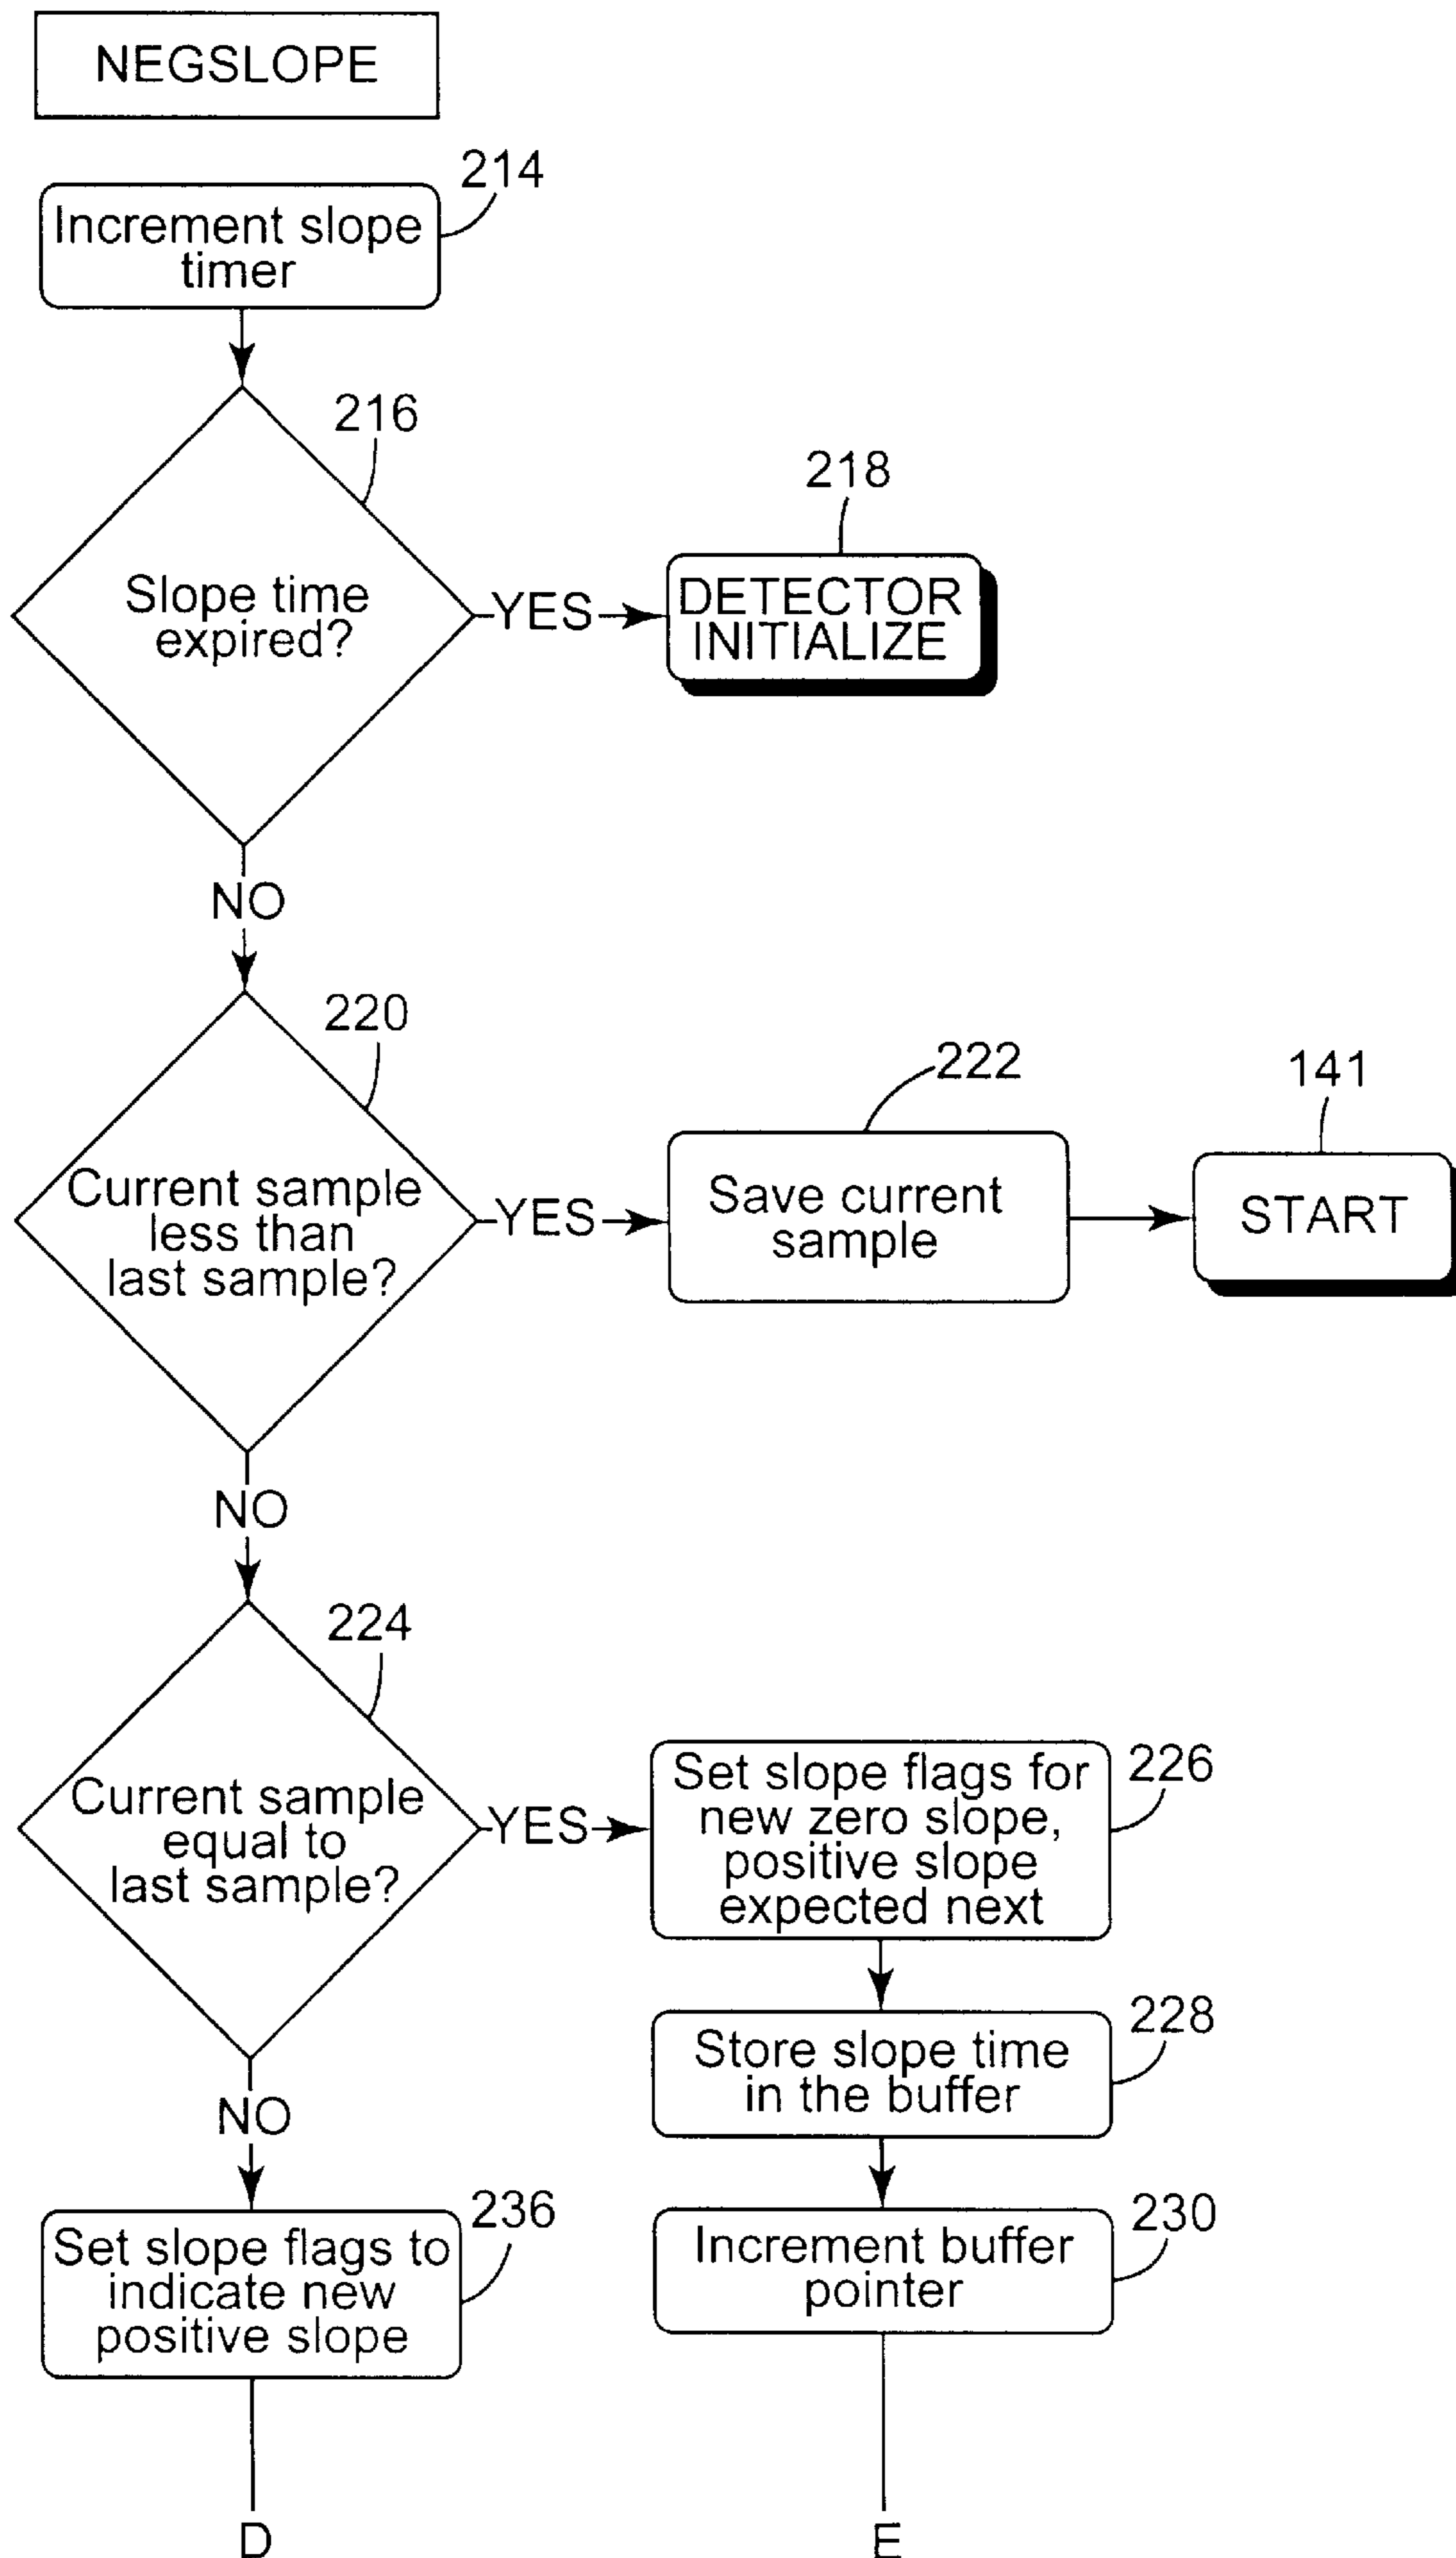 NEGSLOPE
214
Increment slope
timer
216
Slope time
expired?
YES
218
DETECTOR
INITIALIZE
NO
220
Current sample
less than
last sample?
YES
222
Save current
sample
141
START
NO
224
Current sample
equal to
last sample?
YES
226
Set slope flags for
new zero slope,
positive slope
expected next
228
Store slope time
in the buffer
NO
236
Set slope flags to
indicate new
positive slope
230
Increment buffer
pointer
D
E